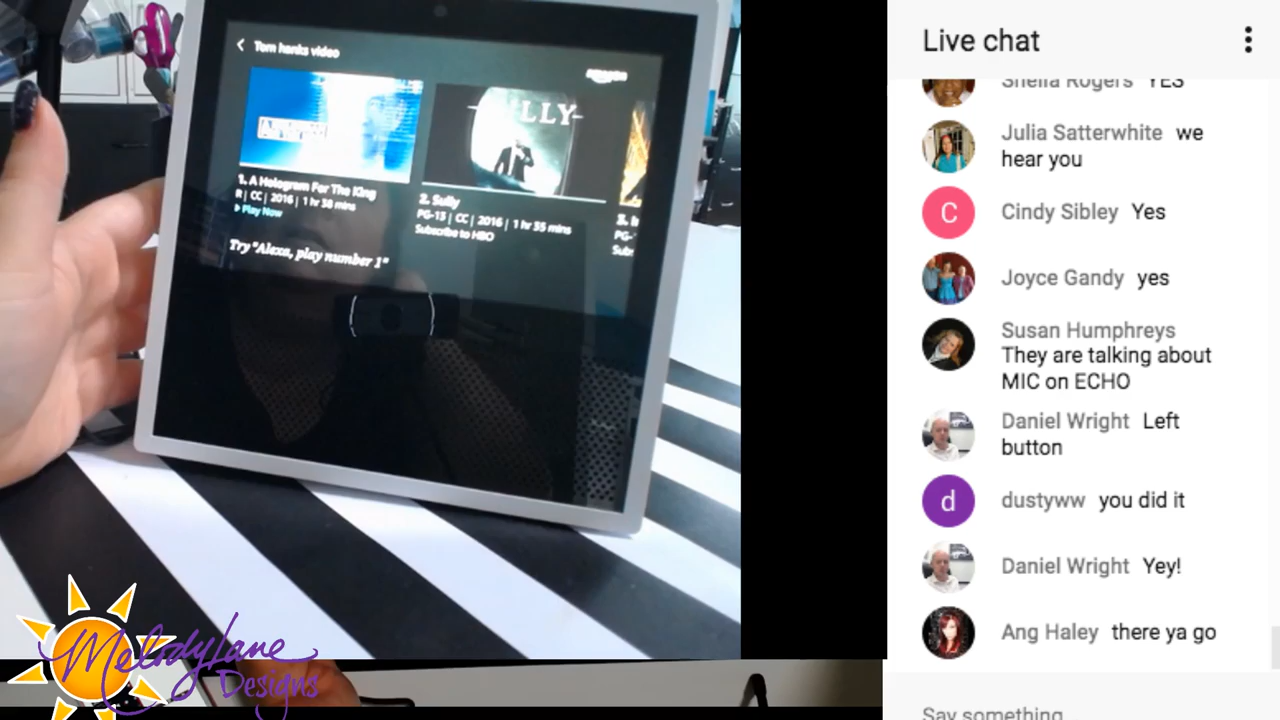 Tom hanks video
amazon
1. A Hologram For The King
R | CC | 2016 | 1 hr 38 mins
Play Now
2. Sully
PG-13 | CC | 2016 | 1 hr 35 mins
Subscribe to HBO
Try "Alexa, play number 1"
MelodyLane
Designs
Live chat
Sheila Rogers YES
Julia Satterwhite we
hear you
Cindy Sibley Yes
C
Joyce Gandy yes
Susan Humphreys
They are talking about
MIC on ECHO
Daniel Wright Left
button
d
dustyww you did it
Daniel Wright Yey!
Ang Haley there ya go
Say something